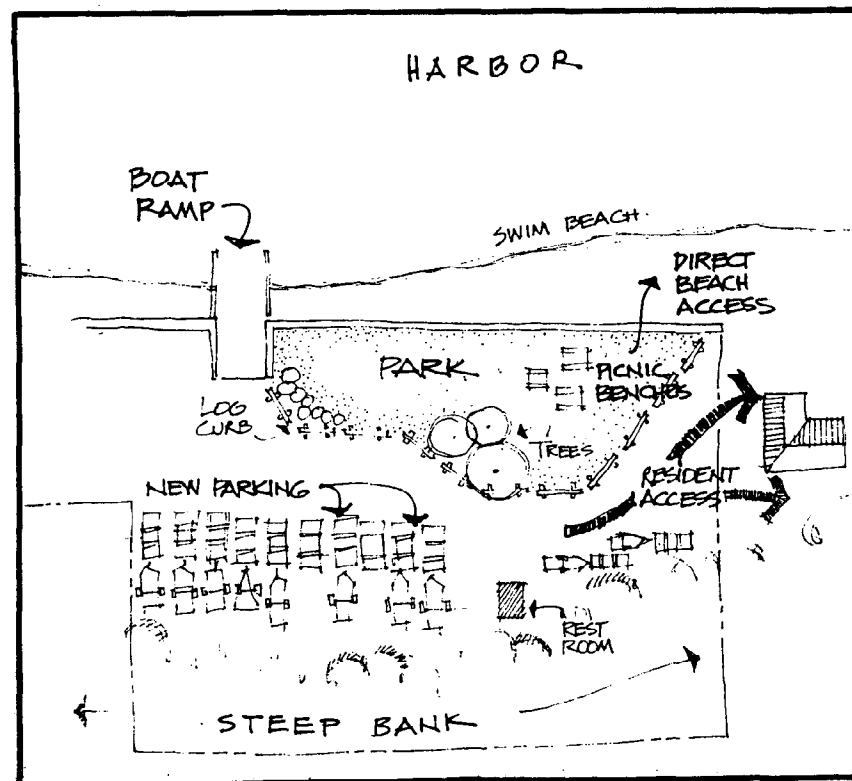 HARBOR
BOAT
RAMP
SWIM BEACH
DIRECT
BEACH
ACCESS
PARK
PICNIC
BENCHES
LOG
CURB
TREES
NEW PARKING
RESIDENT
ACCESS
REST
ROOM
STEEP BANK